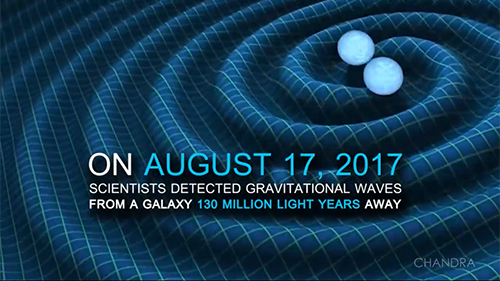 ON AUGUST 17, 2017
SCIENTISTS DETECTED GRAVITATIONAL WAVES
FROM A GALAXY 130 MILLION LIGHT YEARS AWAY
CHANDRA